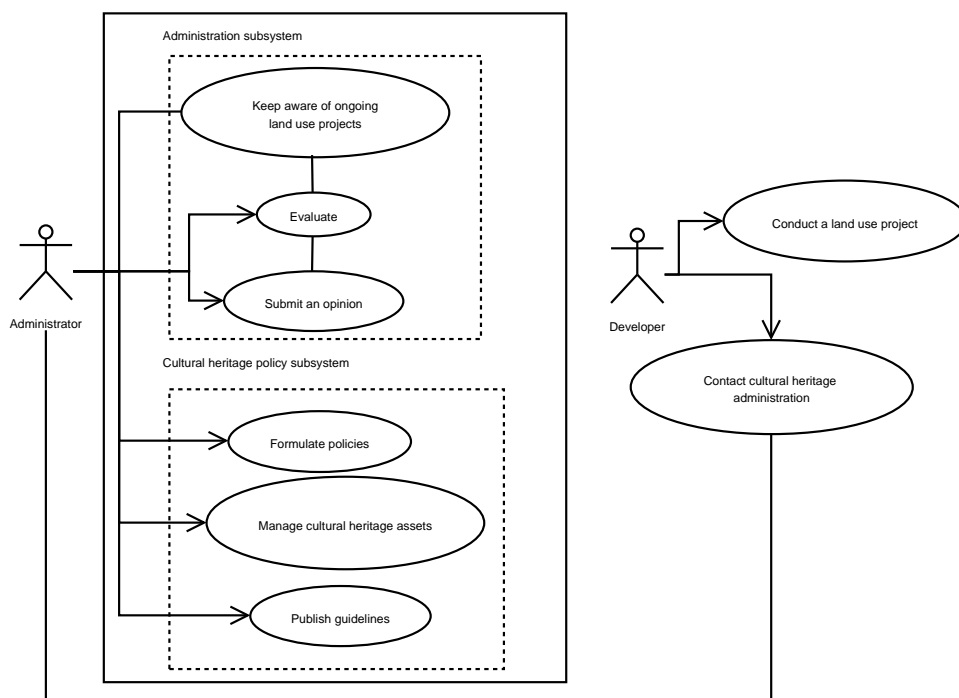 Administration subsystem
Keep aware of ongoing
land use projects
Evaluate
Submit an opinion
Administrator
Cultural heritage policy subsystem
Formulate policies
Manage cultural heritage assets
Publish guidelines
Conduct a land use project
Developer
Contact cultural heritage
administration